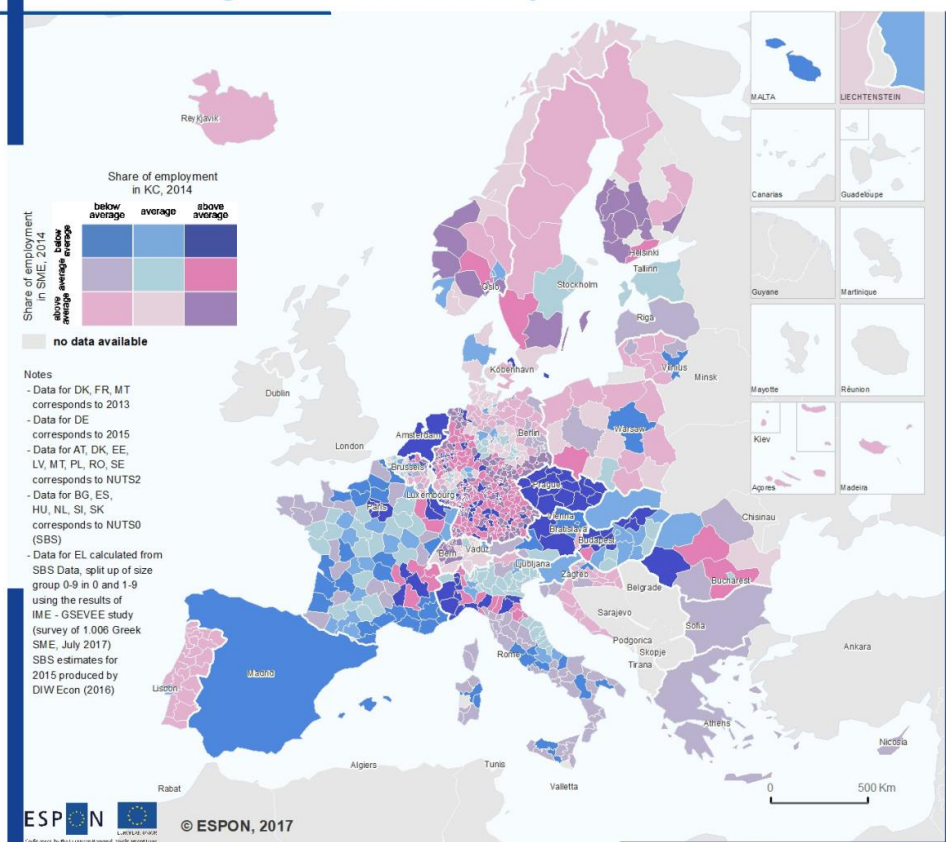 Reykjavik
MALTA
LIECHTENSTEIN
Share of employment
in KC, 2014
below
average
average
above
average
Share of employment
in SME, 2014
below
average
average
above
average
no data available
Canarias
Guadeloupe
Guyane
Martinique
Mayotte
Réunion
Kiev
Açores
Madeira
Notes
- Data for DK, FR, MT
corresponds to 2013
- Data for DE
corresponds to 2015
- Data for AT, DK, EE,
LV, MT, PL, RO, SE
corresponds to NUTS2
- Data for BG, ES,
HU, NL, SI, SK
corresponds to NUTS0
(SBS)
- Data for EL calculated from
SBS Data, split up of size
group 0-9 in 0 and 1-9
using the results of
IME - GSEVEE study
(survey of 1.006 Greek
SME, July 2017)
SBS estimates for
2015 produced by
DIW Econ (2016)
Helsinki
Tallinn
Oslo
Stockholm
Riga
Vilnius
Minsk
København
Dublin
London
Amsterdam
Berlin
Warsaw
Brussels
Luxembourg
Prague
Paris
Vienna
Bratislava
Budapest
Chisinau
Bern
Vaduz
Ljubljana
Zagreb
Belgrade
Bucharest
Sarajevo
Sofia
Podgorica
Skopje
Tirana
Ankara
Rome
Madrid
Lisbon
Athens
Nicosia
Algiers
Tunis
Valletta
Rabat
0 500 Km
ESPON
© ESPON, 2017